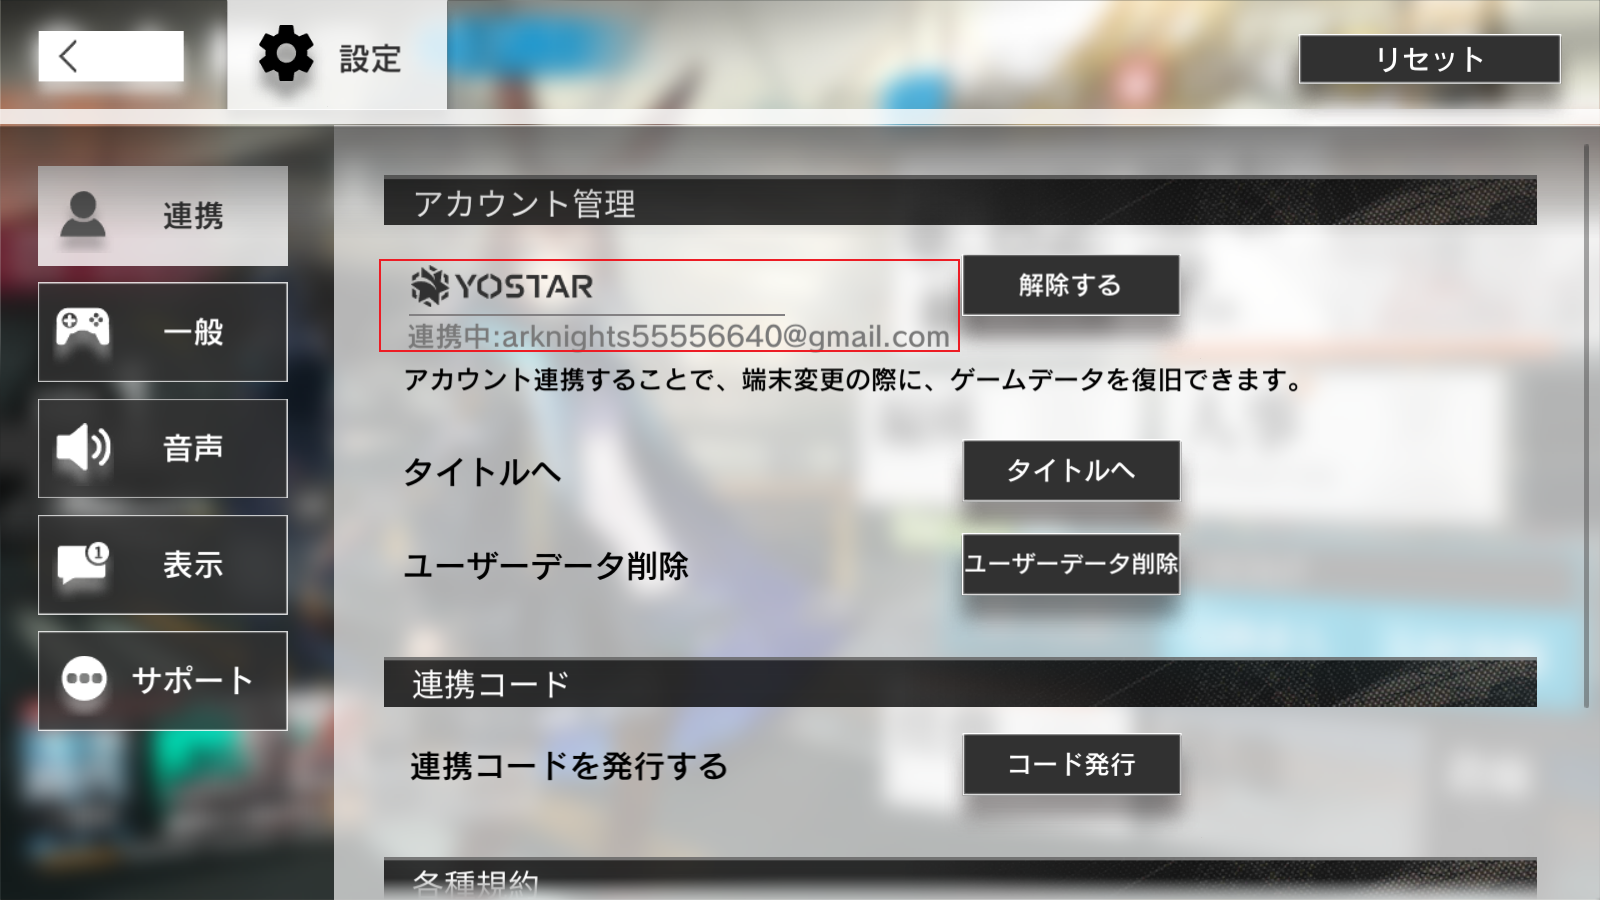 設定
リセット
連携
一般
音声
1
表示
サポート
アカウント管理
YOSTAR
解除する
連携中:arknights55556640@gmail.com
アカウント連携することで、端末変更の際に、ゲームデータを復旧できます。
タイトルへ
タイトルへ
ユーザーデータ削除
ユーザーデータ削除
連携コード
連携コードを発行する
コード発行
各種規約